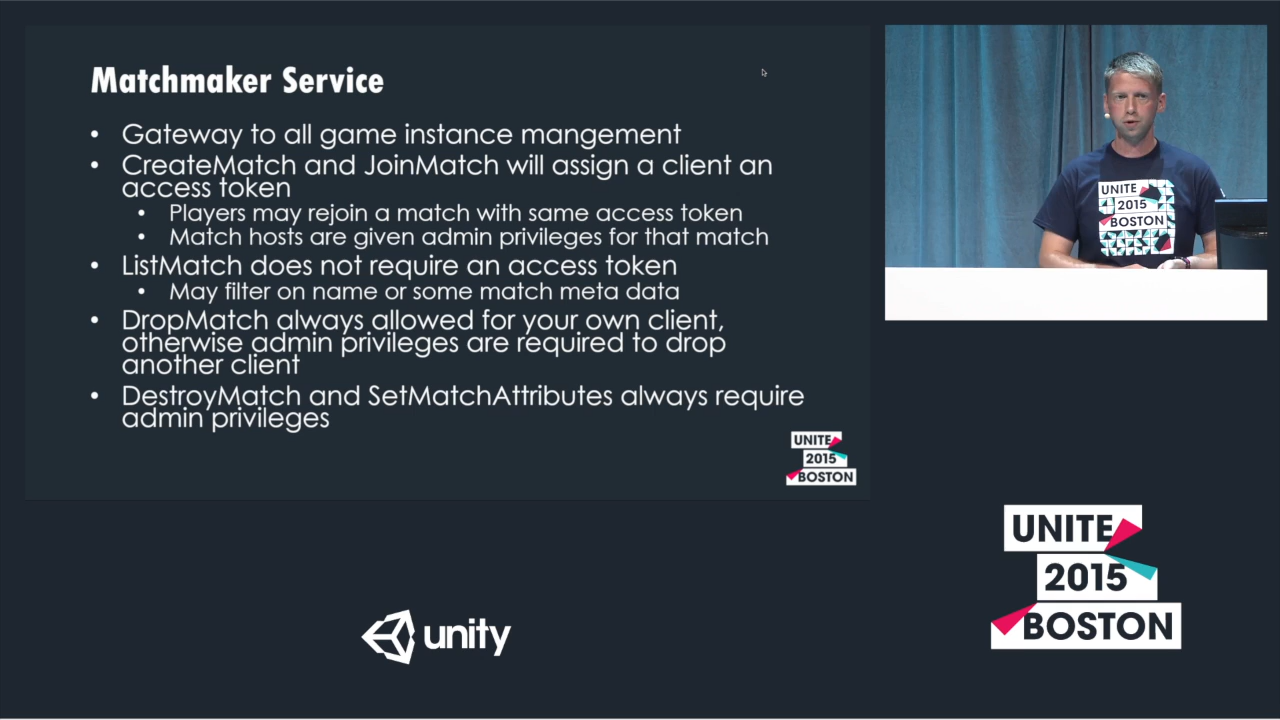 Matchmaker Service
• Gateway to all game instance mangement
• CreateMatch and JoinMatch will assign a client an
access token
• Players may rejoin a match with same access token
• Match hosts are given admin privileges for that match
• ListMatch does not require an access token
• May filter on name or some match meta data
• DropMatch always allowed for your own client,
otherwise admin privileges are required to drop
another client
• DestroyMatch and SetMatchAttributes always require
admin privileges
UNITE
2015
BOSTON
UNITE
2015
BOSTON
unity
UNITE
2015
BOSTON